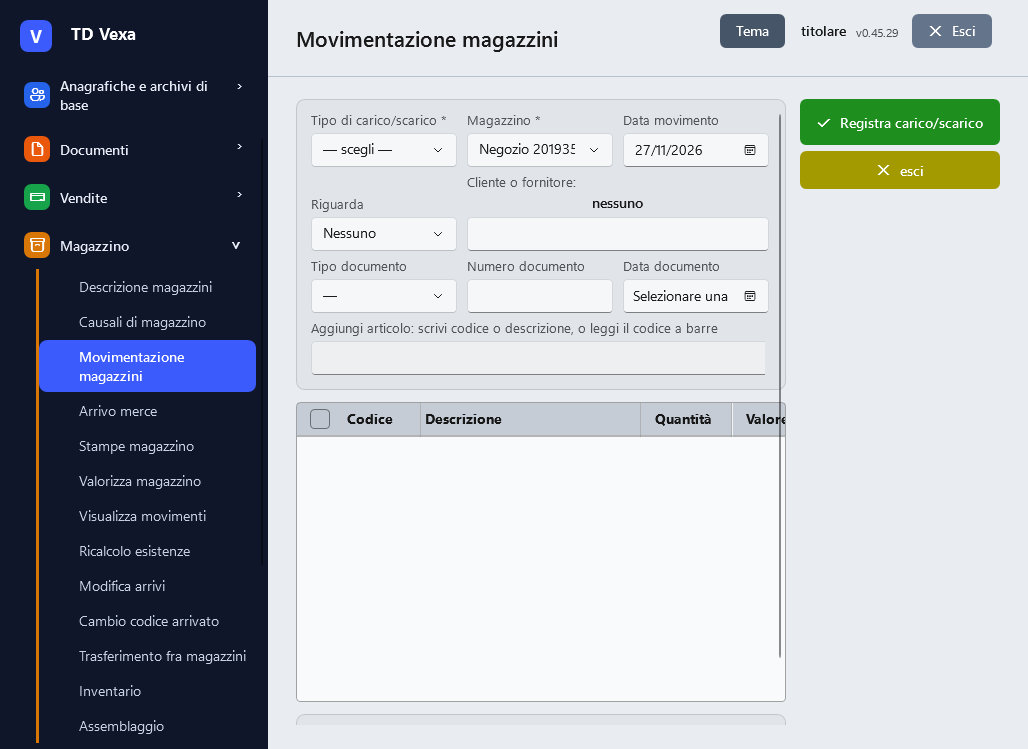 V TD Vexa
Anagrafiche e archivi di
base
Documenti
Vendite
Magazzino
Descrizione magazzini
Causali di magazzino
Movimentazione
magazzini
Arrivo merce
Stampe magazzino
Valorizza magazzino
Visualizza movimenti
Ricalcolo esistenze
Modifica arrivi
Cambio codice arrivato
Trasferimento fra magazzini
Inventario
Assemblaggio
Movimentazione magazzini
Tema titolare v0.45.29 Esci
Tipo di carico/scarico * Magazzino * Data movimento
— scegli — Negozio 201935 27/11/2026
Cliente o fornitore:
Riguarda nessuno
Nessuno
Tipo documento Numero documento Data documento
— Selezionare una
Aggiungi articolo: scrivi codice o descrizione, o leggi il codice a barre
Codice Descrizione Quantità Valore
Registra carico/scarico
esci